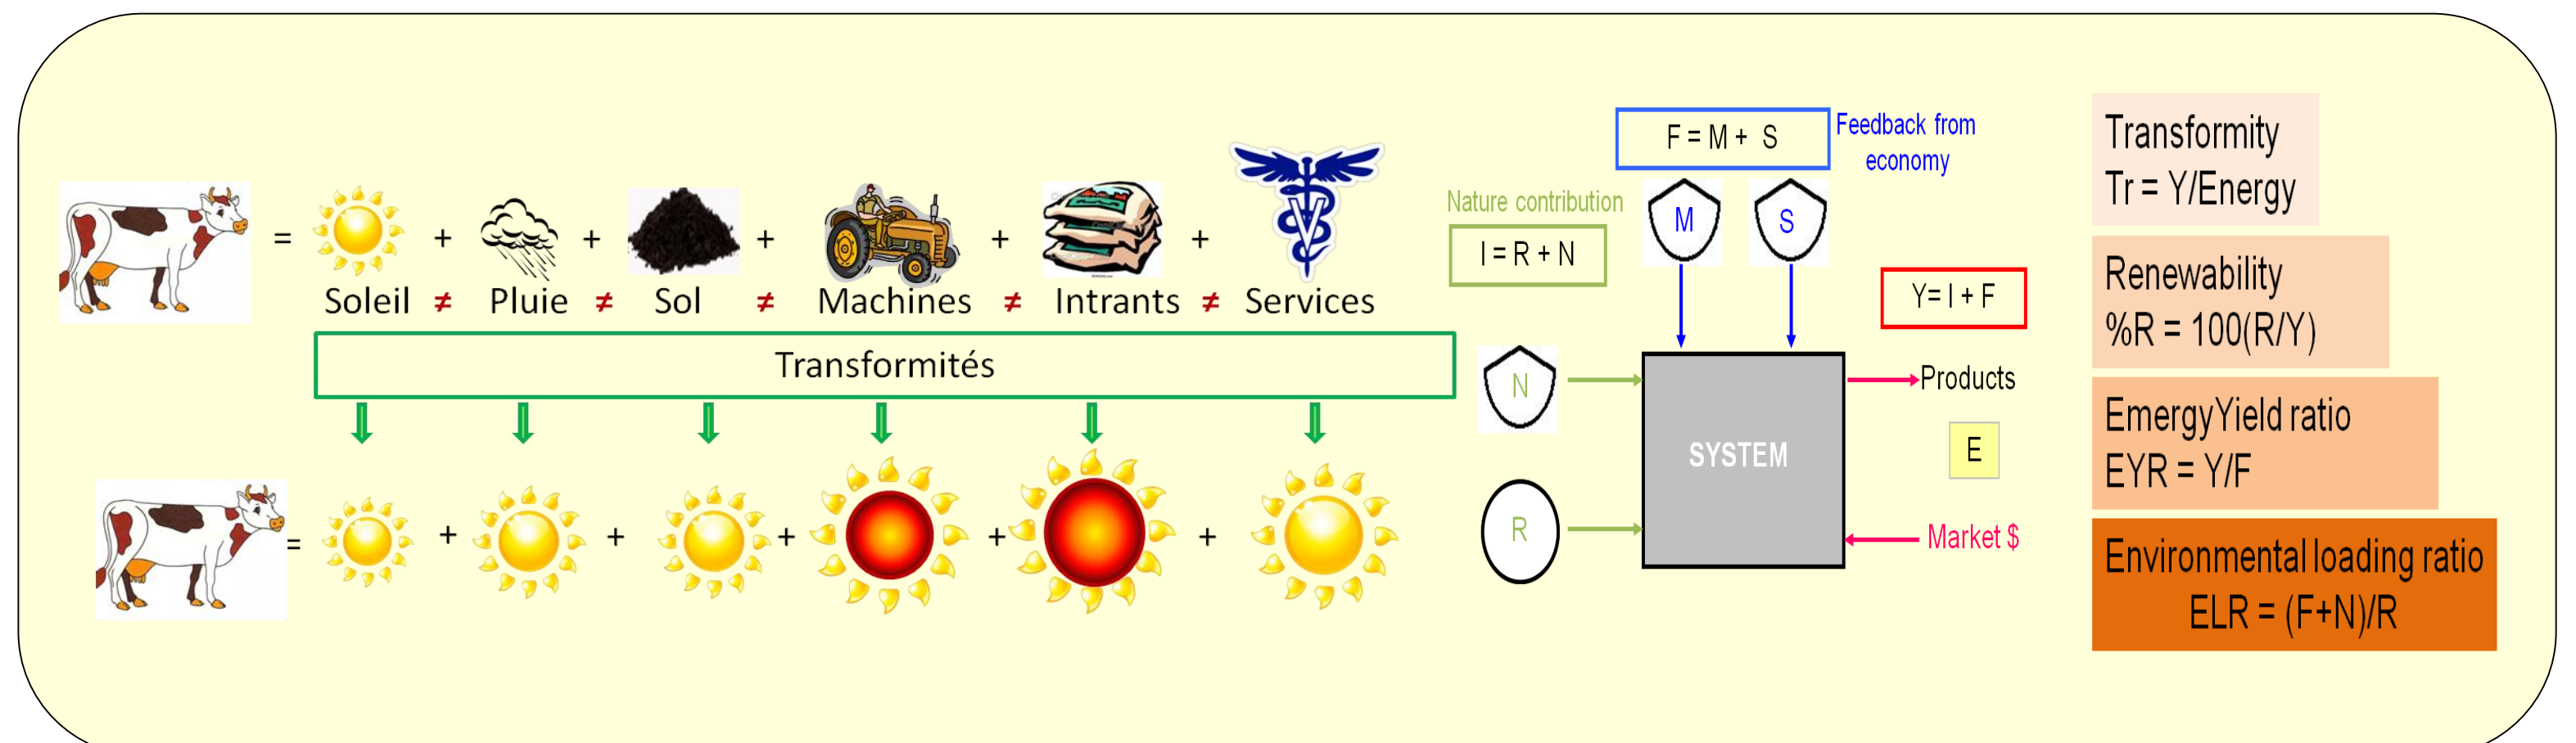 = + + + + +
Soleil ≠ Pluie ≠ Sol ≠ Machines ≠ Intrants ≠ Services
Transformités
= + + + + +
F = M + S
Feedback from
economy
Nature contribution
I = R + N
M
S
Y= I + F
N
R
SYSTEM
Products
E
Market $
Transformity
Tr = Y/Energy
Renewability
%R = 100(R/Y)
EmergyYield ratio
EYR = Y/F
Environmental loading ratio
ELR = (F+N)/R
V